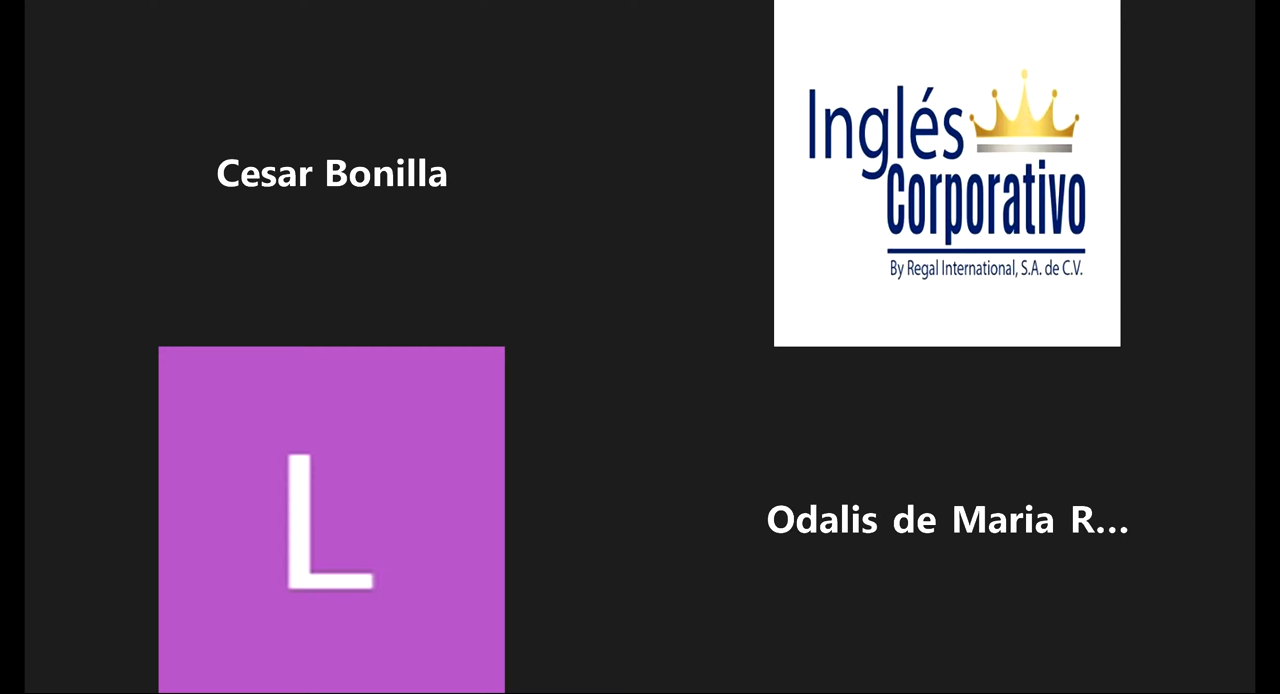 Cesar Bonilla
Inglés
Corporativo
By Regal International, S.A. de C.V.
L
Odalis de Maria R...